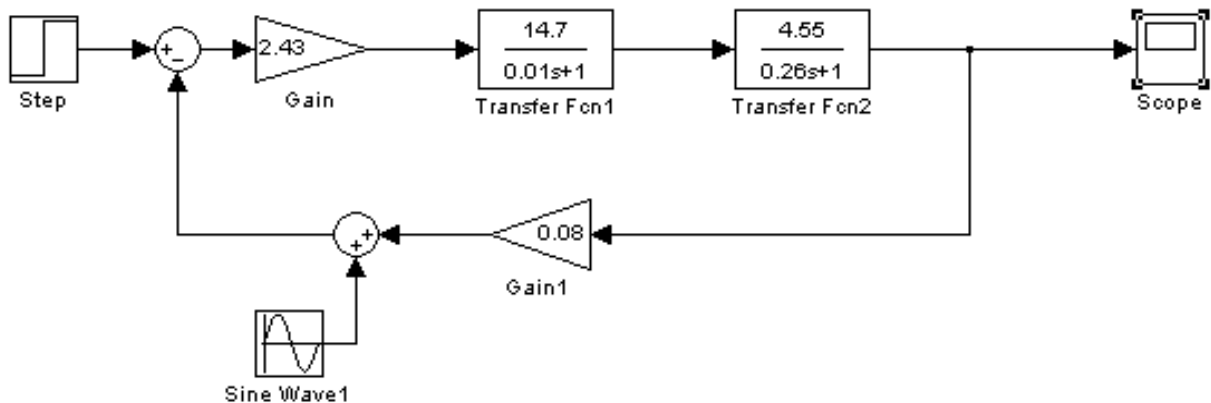 Step
+
−
2.43
Gain
14.7
0.01s+1
Transfer Fcn1
4.55
0.26s+1
Transfer Fcn2
Scope
+
+
0.08
Gain1
Sine Wave1